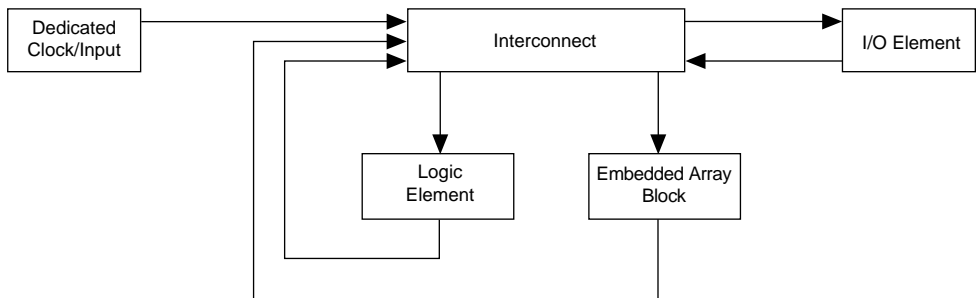 Dedicated
Clock/Input
Interconnect
I/O Element
Logic
Element
Embedded Array
Block